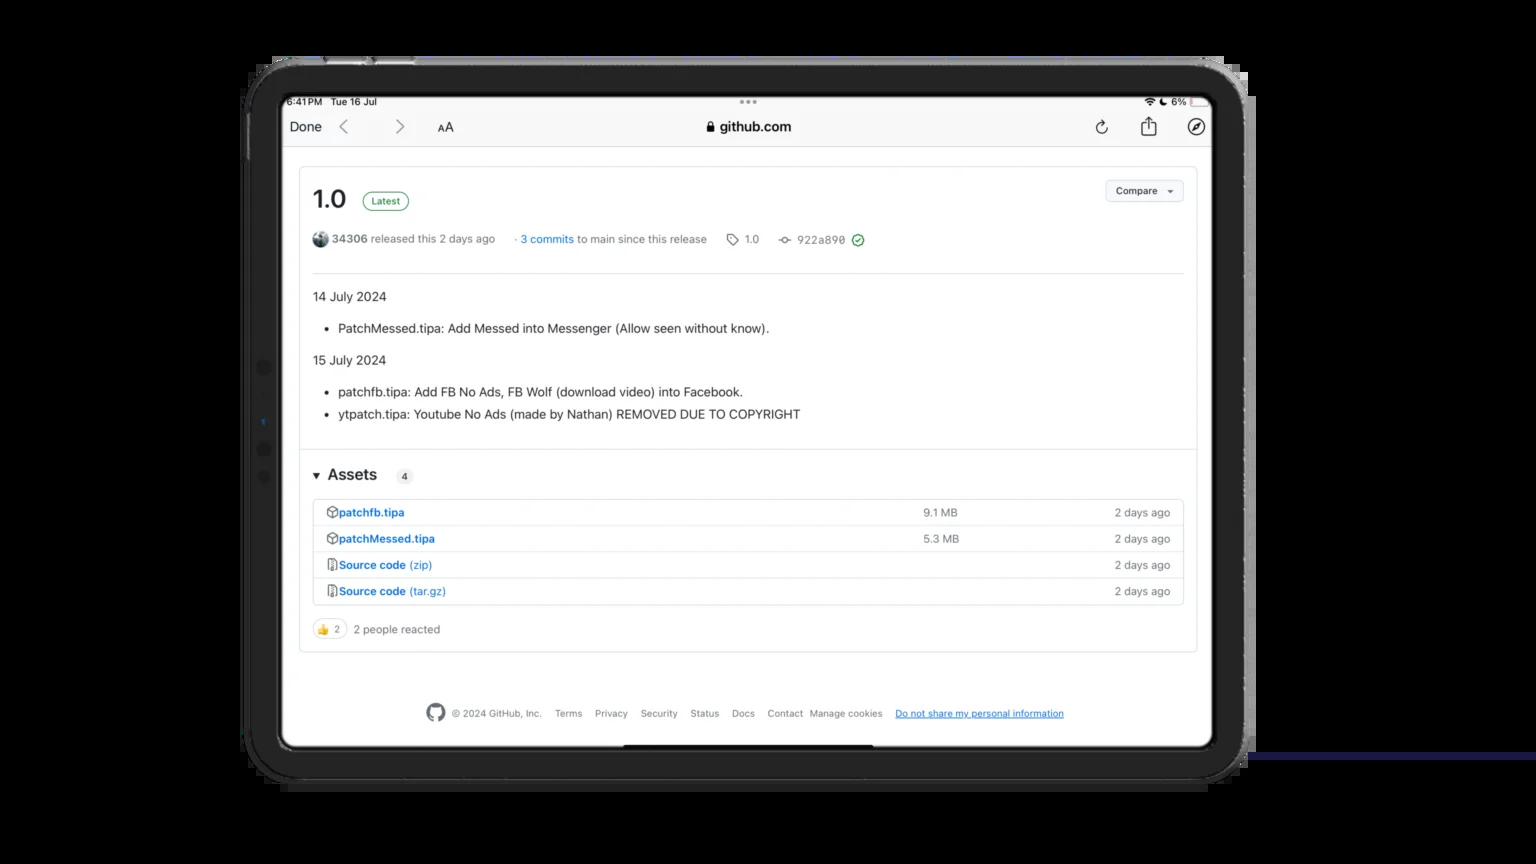 6:41 PM Tue 16 Jul
6%
Done
AA
github.com
1.0
Latest
Compare
34306 released this 2 days ago · 3 commits to main since this release 1.0 922a890
14 July 2024
• PatchMessed.tipa: Add Messed into Messenger (Allow seen without know).
15 July 2024
• patchfb.tipa: Add FB No Ads, FB Wolf (download video) into Facebook.
• ytpatch.tipa: Youtube No Ads (made by Nathan) REMOVED DUE TO COPYRIGHT
Assets 4
patchfb.tipa 9.1 MB 2 days ago
patchMessed.tipa 5.3 MB 2 days ago
Source code (zip) 2 days ago
Source code (tar.gz) 2 days ago
👍 2 2 people reacted
© 2024 GitHub, Inc. Terms Privacy Security Status Docs Contact Manage cookies Do not share my personal information